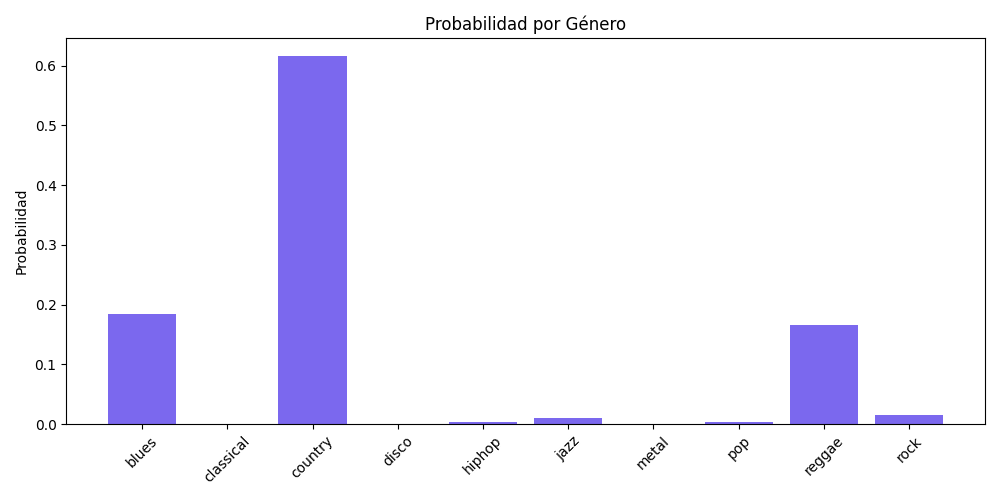 Probabilidad por Género
Probabilidad
0.6
0.5
0.4
0.3
0.2
0.1
0.0
blues
classical
country
disco
hiphop
jazz
metal
pop
reggae
rock